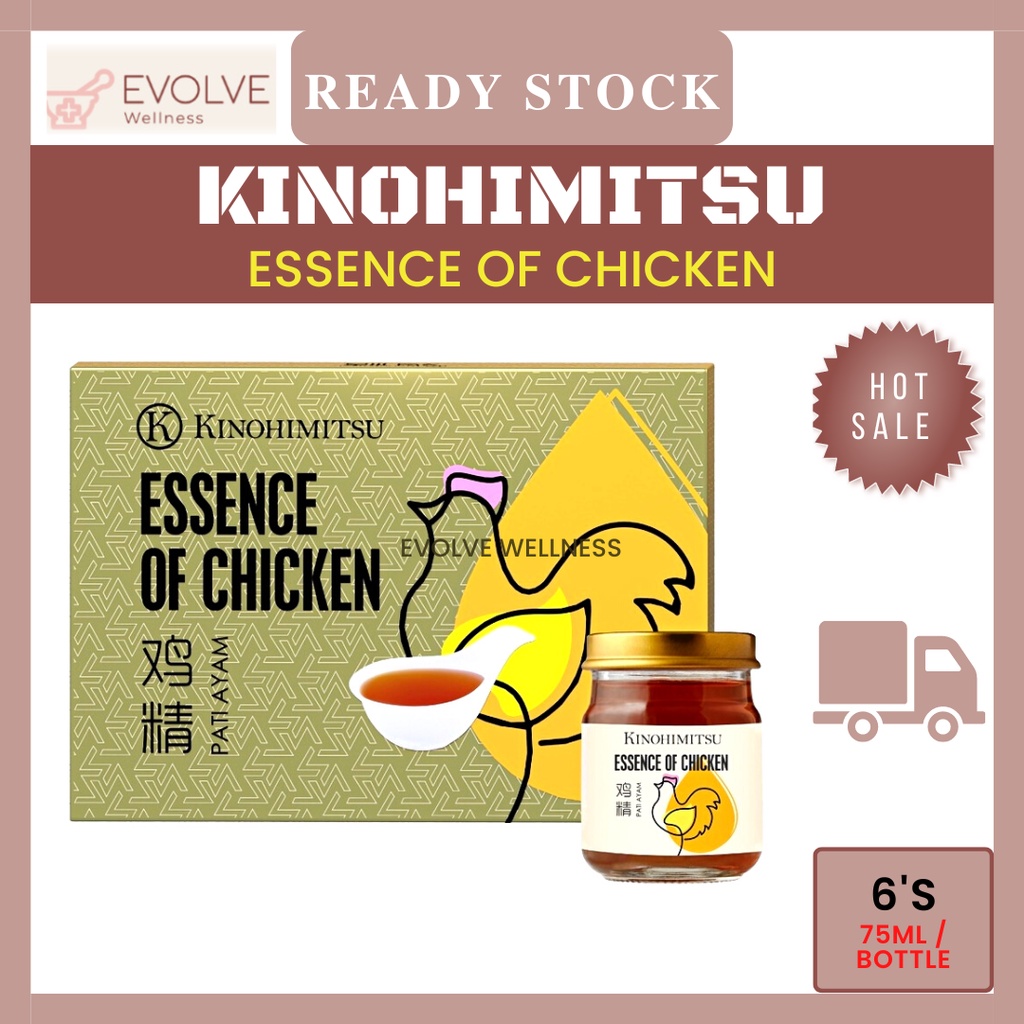 EVOLVE
Wellness
READY STOCK
KINOHIMITSU
ESSENCE OF CHICKEN
HOT
SALE
K KINOHIMITSU
ESSENCE
OF CHICKEN
鸡
精
PATI AYAM
EVOLVE WELLNESS
KINOHIMITSU
ESSENCE OF CHICKEN
鸡
精
PATI AYAM
6'S
75ML /
BOTTLE